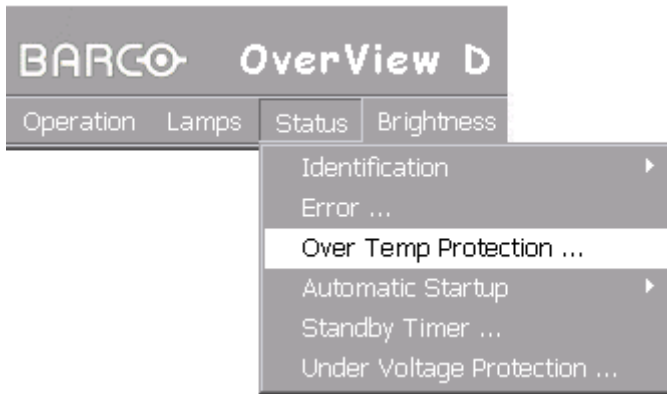 BARCO OverView D
Operation Lamps Status Brightness
Identification
Error ...
Over Temp Protection ...
Automatic Startup
Standby Timer ...
Under Voltage Protection ...